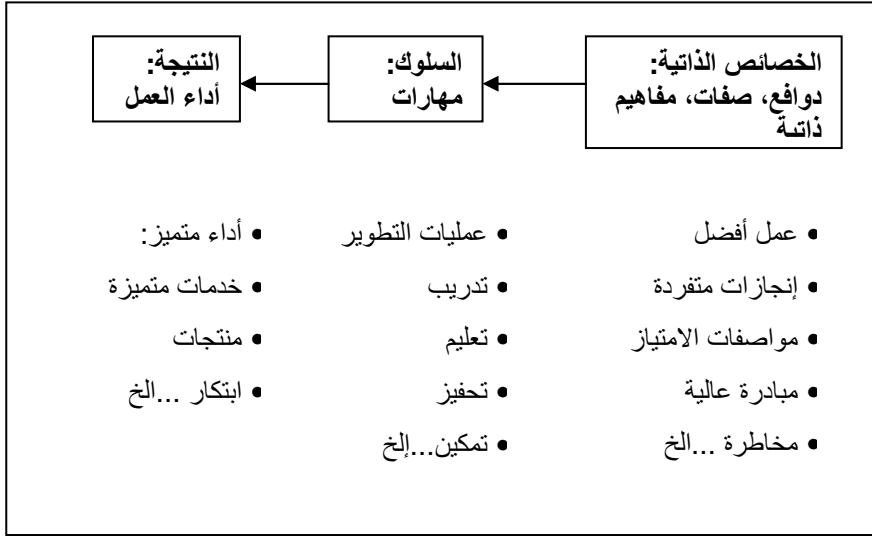 الخصائص الذاتية:
دوافع، صفات، مفاهيم
ذاتية
السلوك:
مهارات
النتيجة:
أداء العمل
• عمل أفضل
• إنجازات متفردة
• مواصفات الامتياز
• مبادرة عالية
• مخاطرة ...الخ
• عمليات التطوير
• تدريب
• تعليم
• تحفيز
• تمكين...إلخ
• أداء متميز:
• خدمات متميزة
• منتجات
• ابتكار ...الخ